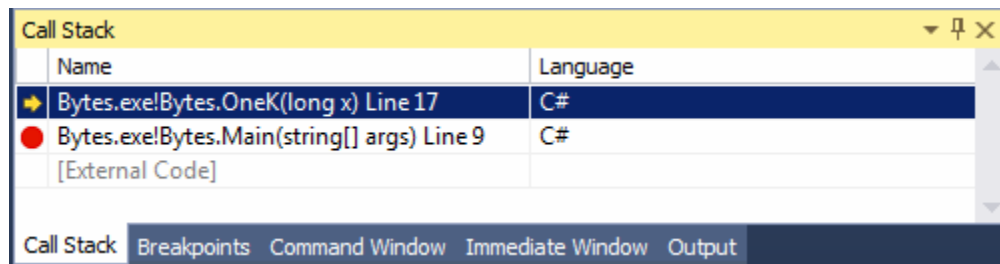 Call Stack
Name Language
Bytes.exe!Bytes.OneK(long x) Line 17 C#
Bytes.exe!Bytes.Main(string[] args) Line 9 C#
[External Code]
Call Stack Breakpoints Command Window Immediate Window Output